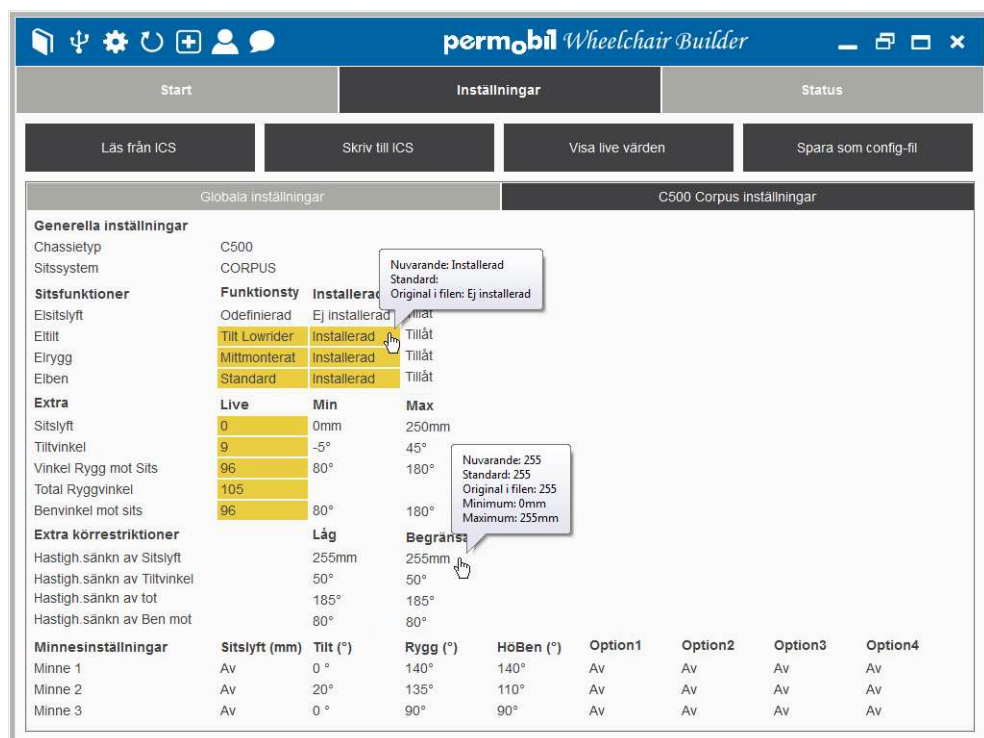 permobil Wheelchair Builder
Start Inställningar Status
Läs från ICS Skriv till ICS Visa live värden Spara som config-fil
Globala inställningar C500 Corpus inställningar
Generella inställningar
Chassietyp C500
Sitssystem CORPUS
Nuvarande: Installerad
Standard:
Original i filen: Ej installerad
Sitsfunktioner Funktionsty Installerad
Elsitslyft Odefinierad Ej installerad Tillåt
Eltilt Tilt Lowrider Installerad Tillåt
Elrygg Mittmonterat Installerad Tillåt
Elben Standard Installerad Tillåt
Extra Live Min Max
Sitslyft 0 0mm 250mm
Tiltvinkel 9 -5° 45°
Vinkel Rygg mot Sits 96 80° 180°
Total Ryggvinkel 105
Benvinkel mot sits 96 80° 180°
Nuvarande: 255
Standard: 255
Original i filen: 255
Minimum: 0mm
Maximum: 255mm
Extra körrestriktioner Låg Begräns
Hastigh.sänkn av Sitslyft 255mm 255mm
Hastigh.sänkn av Tiltvinkel 50° 50°
Hastigh.sänkn av tot 185° 185°
Hastigh.sänkn av Ben mot 80° 80°
Minnesinställningar Sitslyft (mm) Tilt (°) Rygg (°) HöBen (°) Option1 Option2 Option3 Option4
Minne 1 Av 0 ° 140° 140° Av Av Av Av
Minne 2 Av 20° 135° 110° Av Av Av Av
Minne 3 Av 0 ° 90° 90° Av Av Av Av